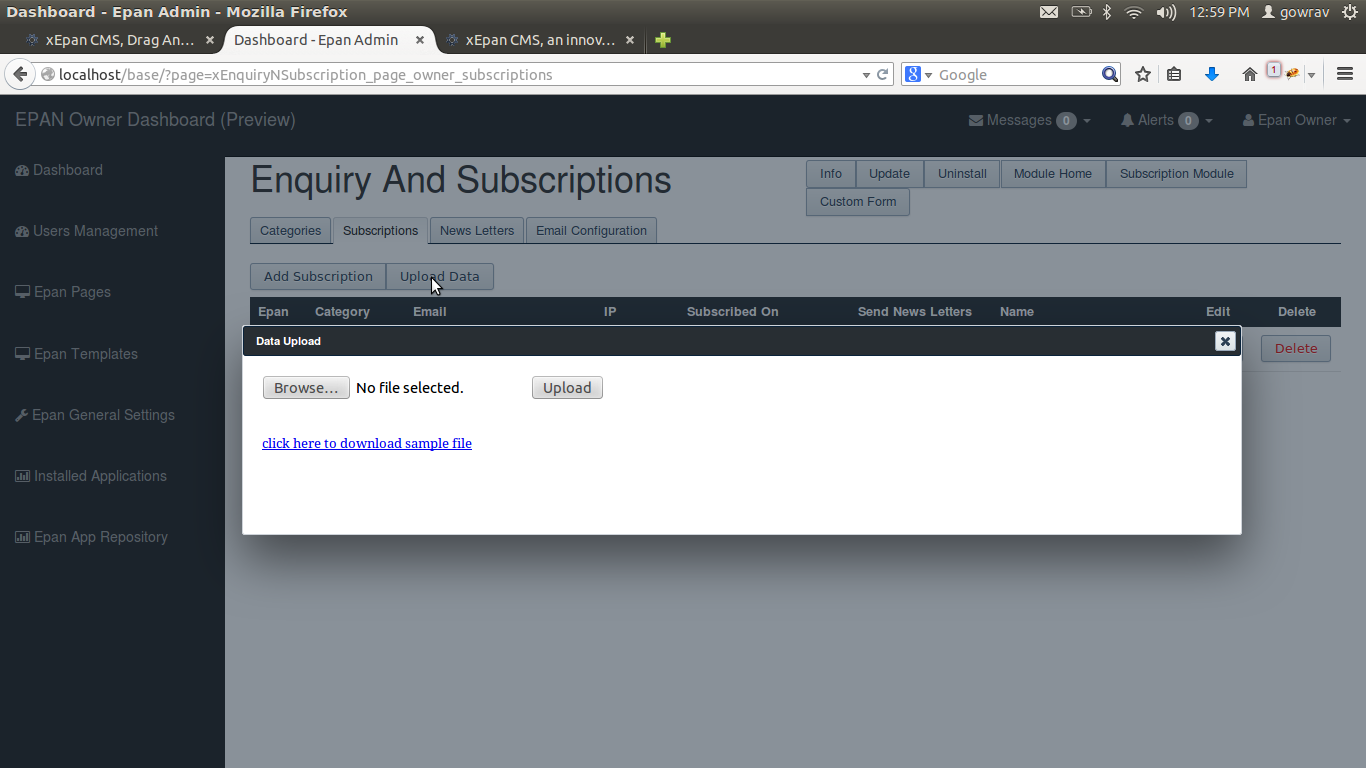 Dashboard - Epan Admin - Mozilla Firefox
12:59 PM gowrav
xEpan CMS, Drag An...
Dashboard - Epan Admin
xEpan CMS, an innov...
localhost/base/?page=xEnquiryNSubscription_page_owner_subscriptions
Google
1
EPAN Owner Dashboard (Preview)
Messages 0
Alerts 0
Epan Owner
Dashboard
Users Management
Epan Pages
Epan Templates
Epan General Settings
Installed Applications
Epan App Repository
Enquiry And Subscriptions
Info Update Uninstall Module Home Subscription Module
Custom Form
Categories Subscriptions News Letters Email Configuration
Add Subscription Upload Data
Epan Category Email IP Subscribed On Send News Letters Name Edit Delete
Delete
Data Upload
Browse... No file selected. Upload
click here to download sample file